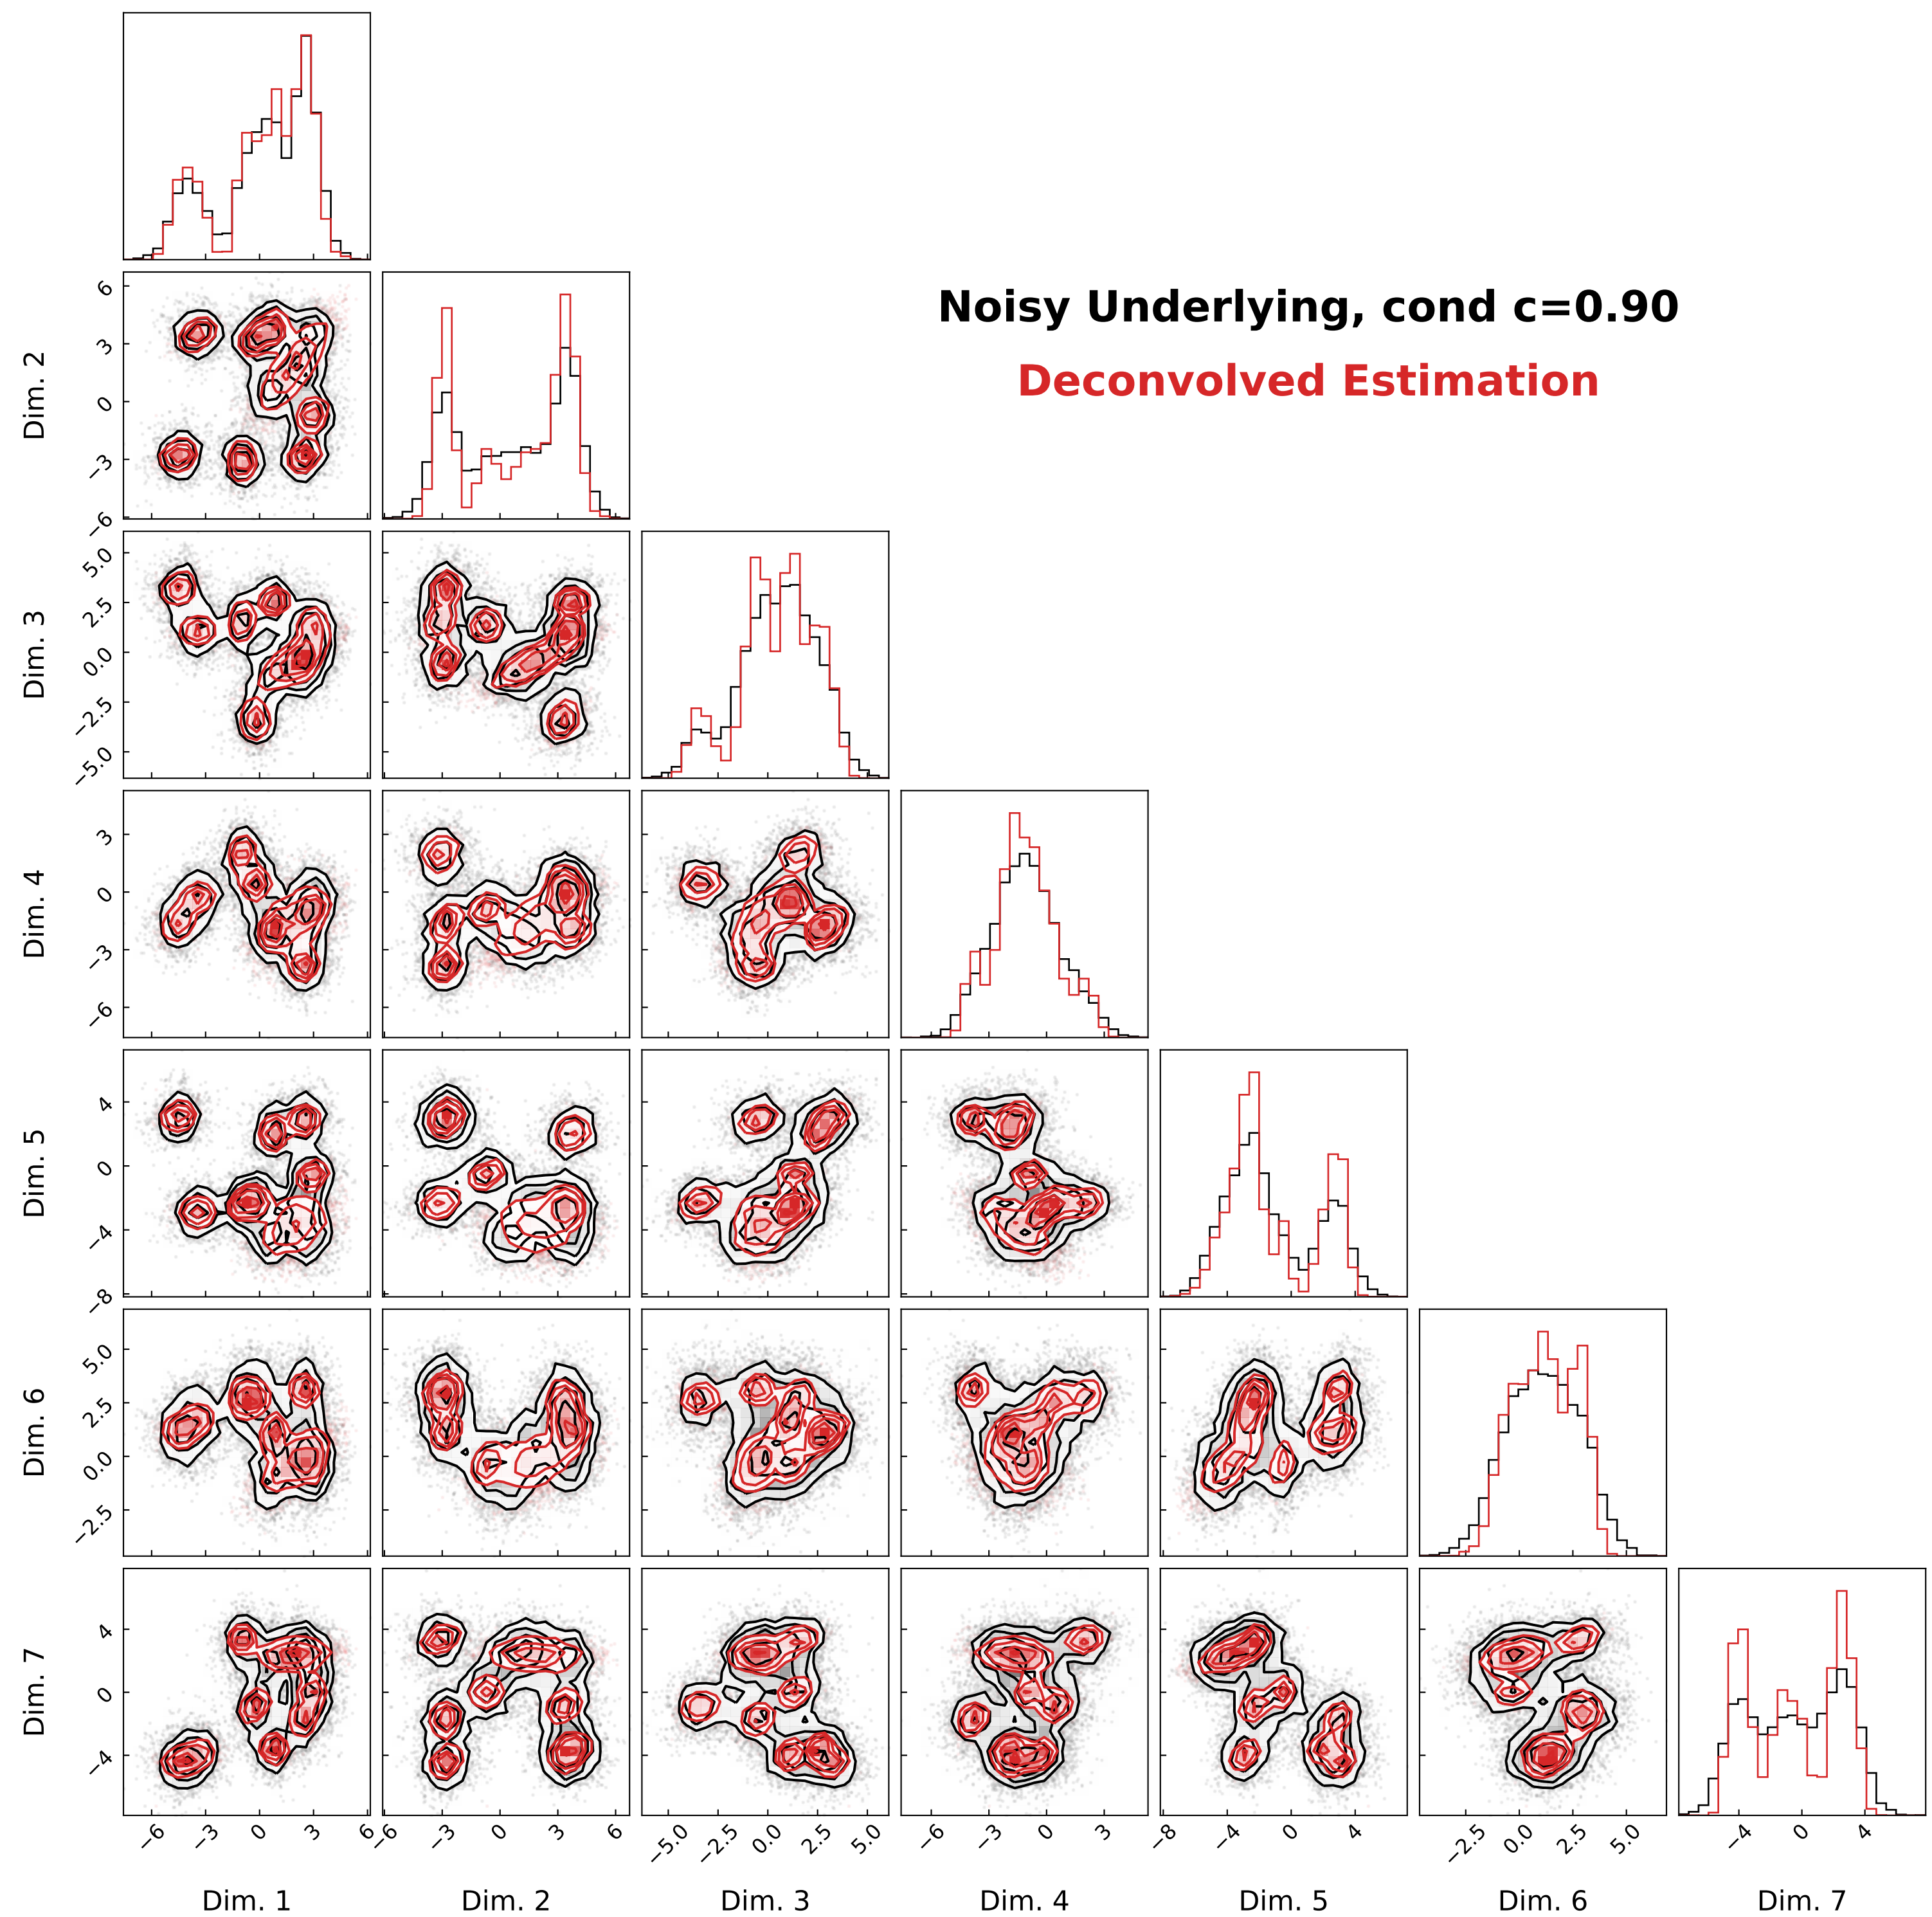 Noisy Underlying, cond c=0.90
Deconvolved Estimation
6
3
0
−3
−6
Dim. 2
5.0
2.5
0.0
−2.5
−5.0
Dim. 3
3
0
−3
−6
Dim. 4
4
0
−4
−8
Dim. 5
5.0
2.5
0.0
−2.5
Dim. 6
4
0
−4
Dim. 7
−6 −3 0 3 6 −6 −3 0 3 6 −5.0 −2.5 0.0 2.5 5.0 −6 −3 0 3 −8 −4 0 4 −2.5 0.0 2.5 5.0 −4 0 4
Dim. 1 Dim. 2 Dim. 3 Dim. 4 Dim. 5 Dim. 6 Dim. 7